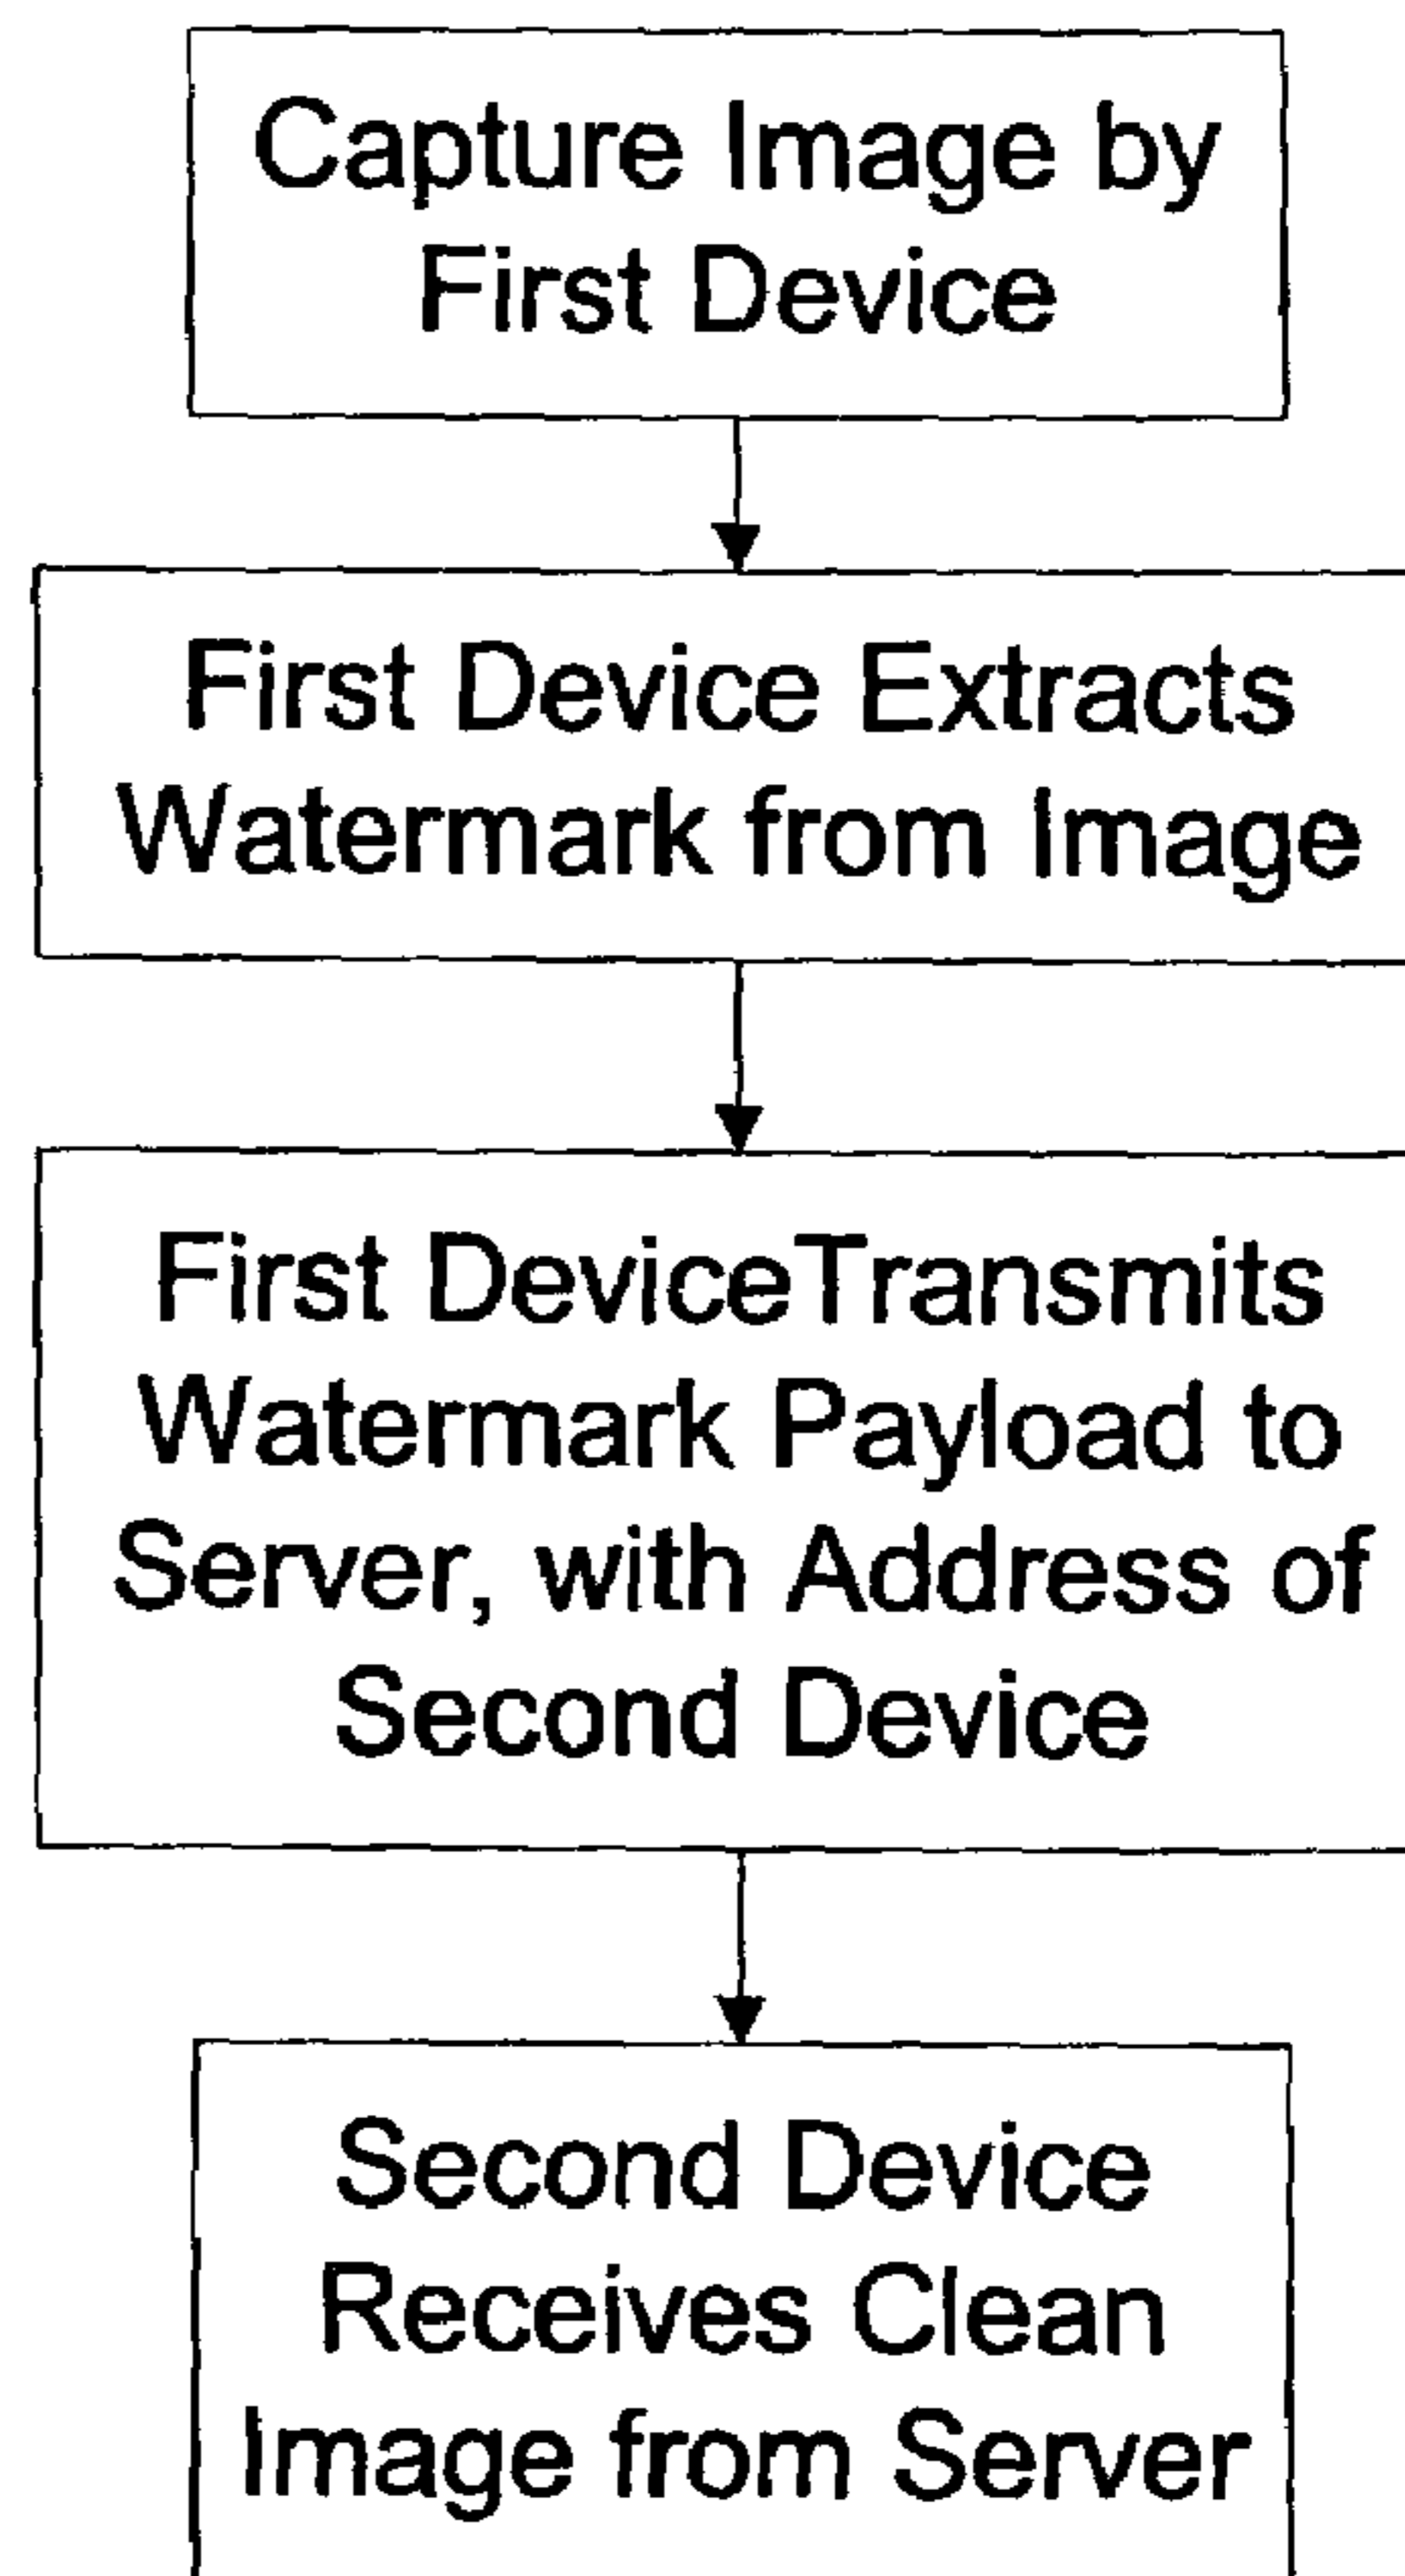 Capture Image by
First Device
First Device Extracts
Watermark from Image
First DeviceTransmits
Watermark Payload to
Server, with Address of
Second Device
Second Device
Receives Clean
Image from Server